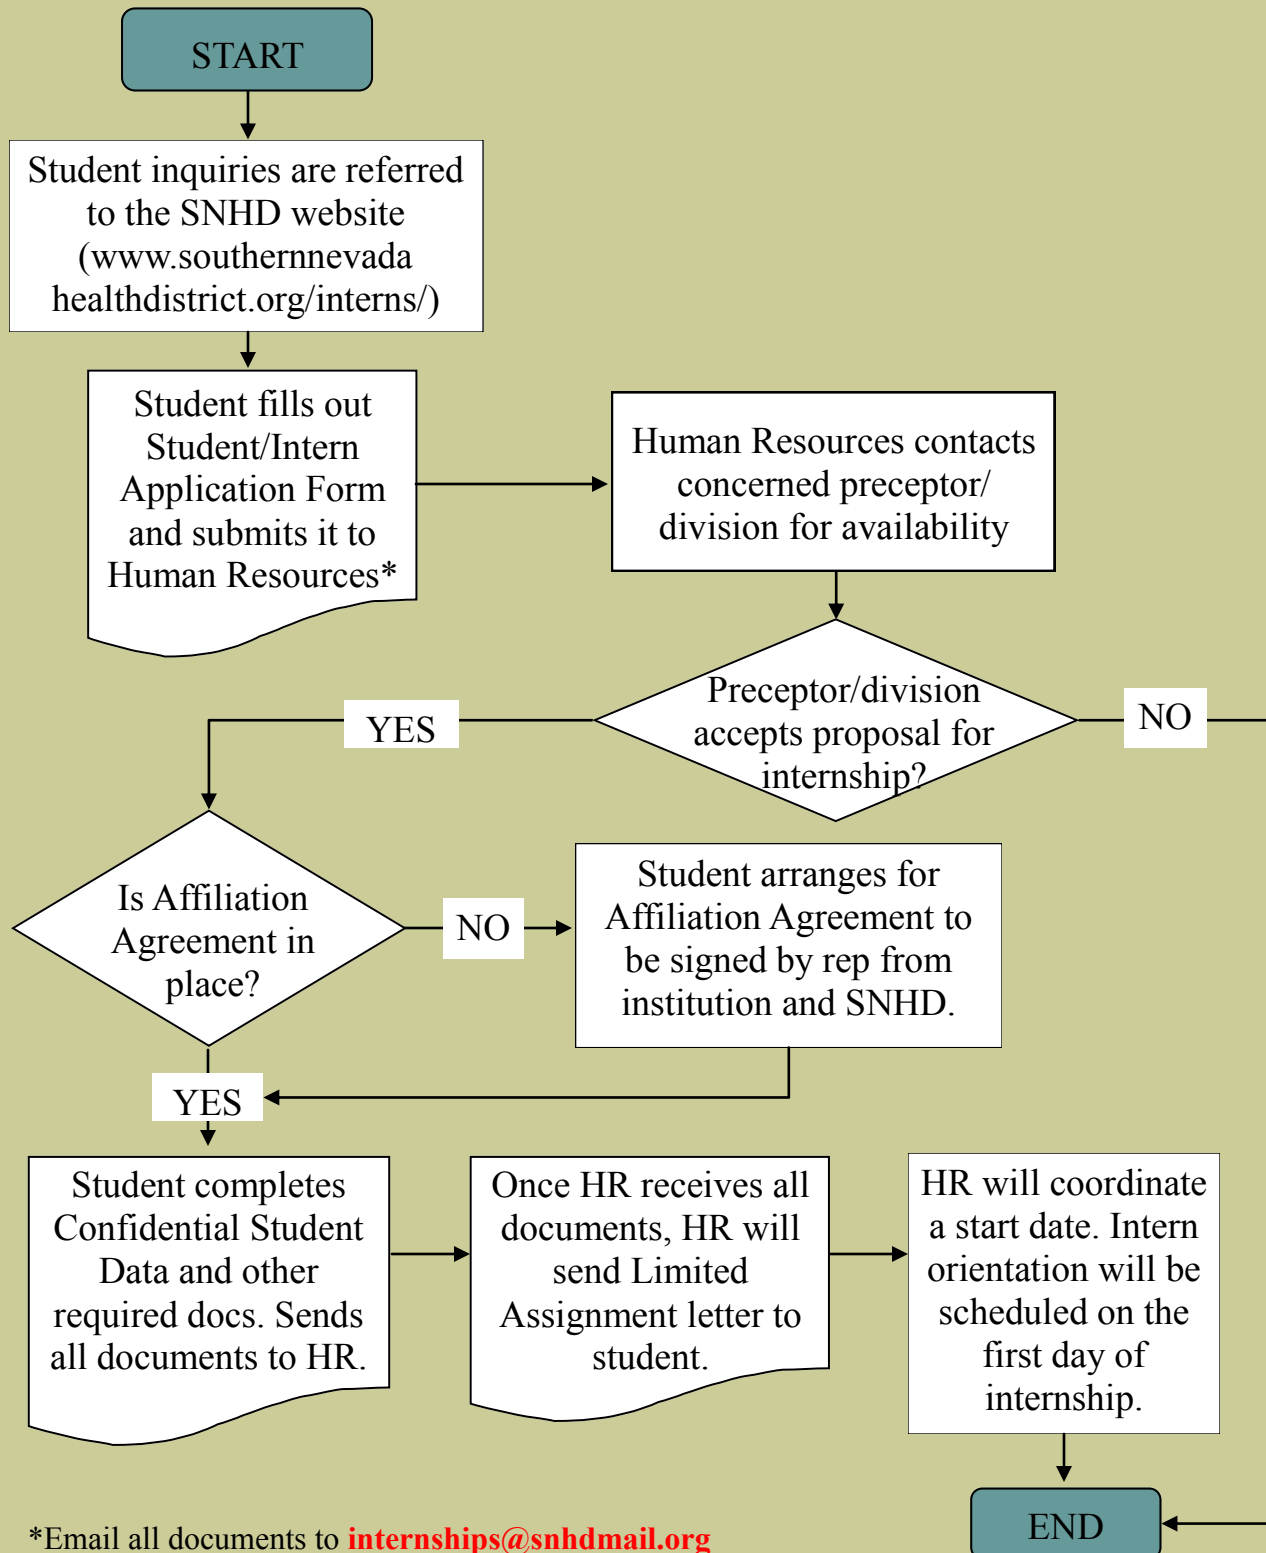 START
Student inquiries are referred
to the SNHD website
(www.southernnevada
healthdistrict.org/interns/)
Student fills out
Student/Intern
Application Form
and submits it to
Human Resources*
Human Resources contacts
concerned preceptor/
division for availability
Preceptor/division
accepts proposal for
internship?
YES
NO
Is Affiliation
Agreement in
place?
NO
Student arranges for
Affiliation Agreement to
be signed by rep from
institution and SNHD.
YES
Student completes
Confidential Student
Data and other
required docs. Sends
all documents to HR.
Once HR receives all
documents, HR will
send Limited
Assignment letter to
student.
HR will coordinate
a start date. Intern
orientation will be
scheduled on the
first day of
internship.
END
*Email all documents to internships@snhdmail.org